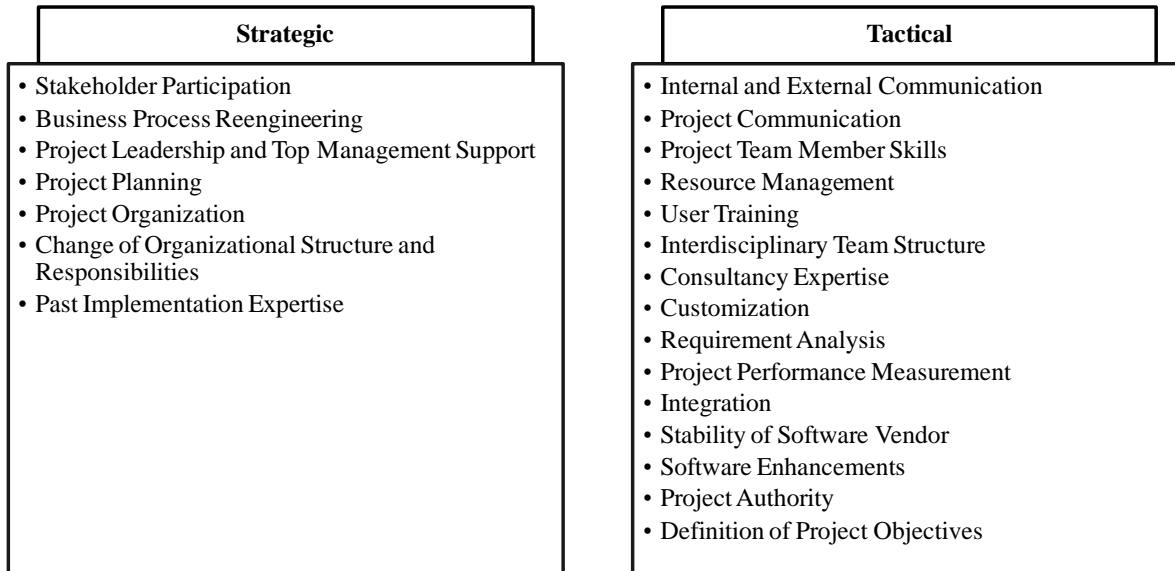 Strategic
• Stakeholder Participation
• Business Process Reengineering
• Project Leadership and Top Management Support
• Project Planning
• Project Organization
• Change of Organizational Structure and
Responsibilities
• Past Implementation Expertise
Tactical
• Internal and External Communication
• Project Communication
• Project Team Member Skills
• Resource Management
• User Training
• Interdisciplinary Team Structure
• Consultancy Expertise
• Customization
• Requirement Analysis
• Project Performance Measurement
• Integration
• Stability of Software Vendor
• Software Enhancements
• Project Authority
• Definition of Project Objectives